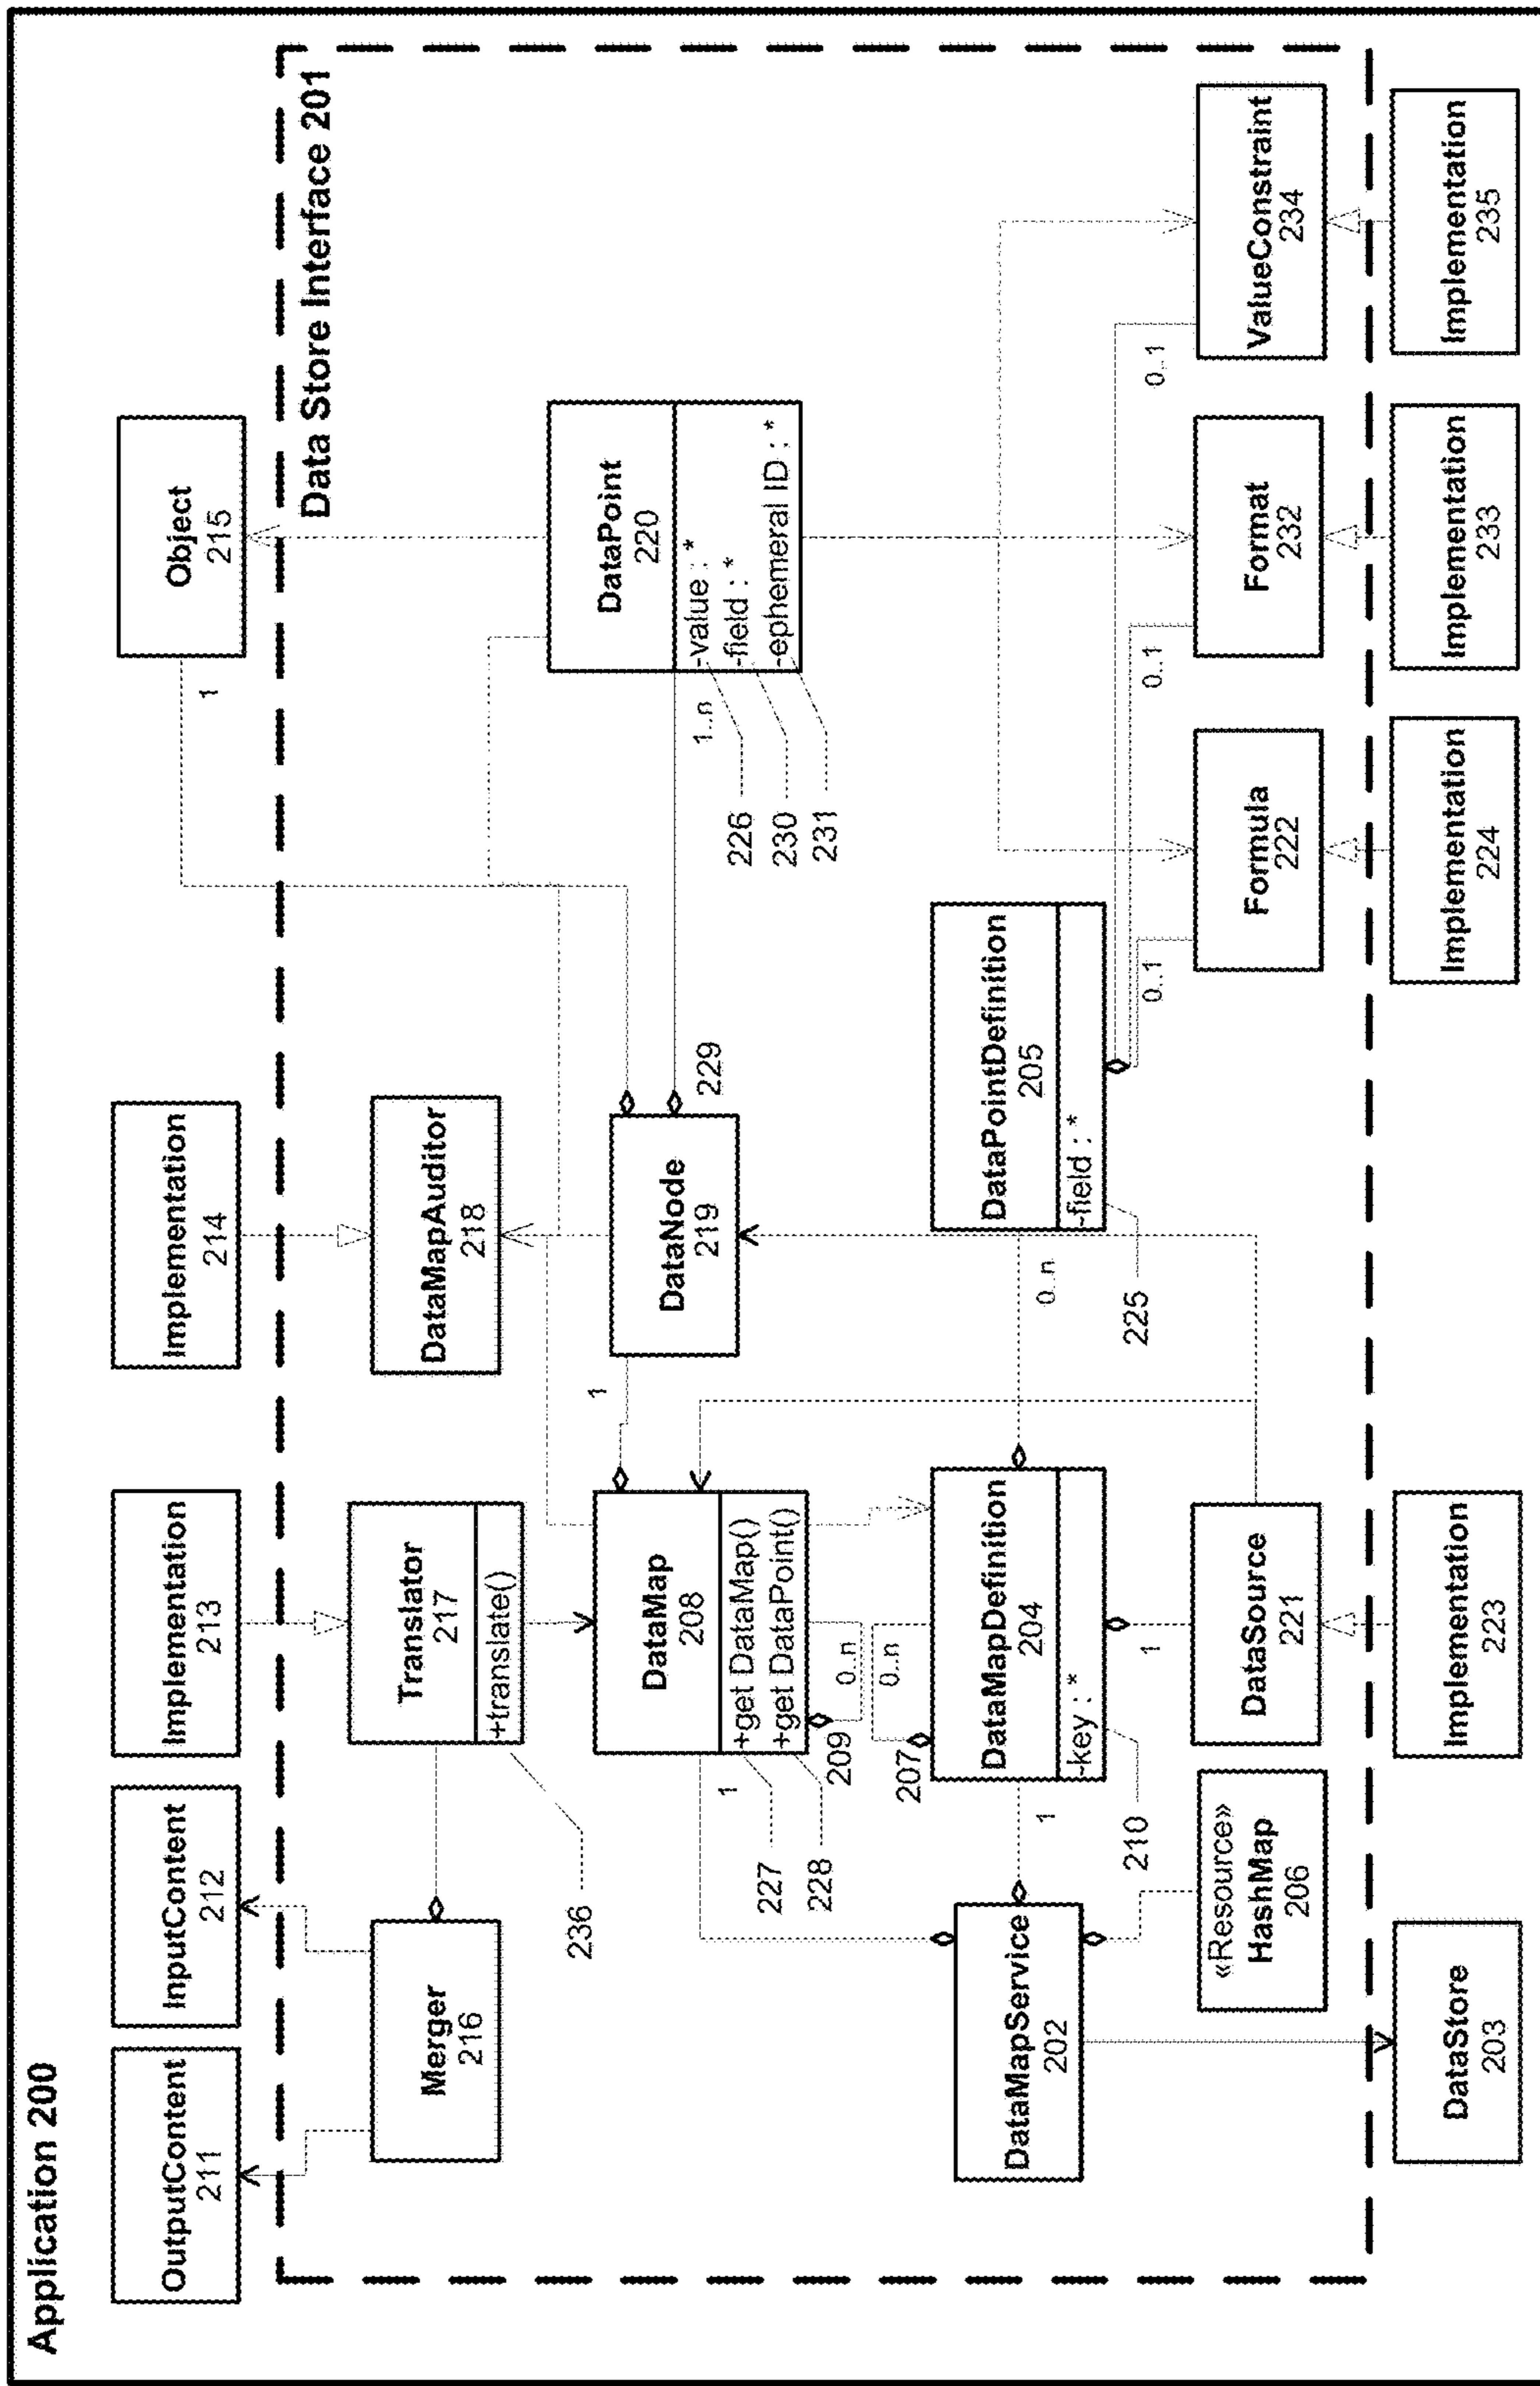 Application 200
OutputContent
211
InputContent
212
Implementation
213
Implementation
214
Object
215
1
Data Store Interface 201
Merger
216
Translator
217
+translate()
236
DataMapAuditor
218
DataMap
208
+get DataMap()
+get DataPoint()
1
227
228
209
0..n
1
DataNode
219
229
DataPoint
220
-value : *
-field : *
-ephemeral ID : *
1..n
226
230
231
DataMapService
202
1
207
0..n
DataMapDefinition
204
-key : *
210
1
0..n
DataPointDefinition
205
-field : *
225
0..1
0..1
0..1
«Resource»
HashMap
206
DataSource
221
Formula
222
Format
232
ValueConstraint
234
DataStore
203
Implementation
223
Implementation
224
Implementation
233
Implementation
235